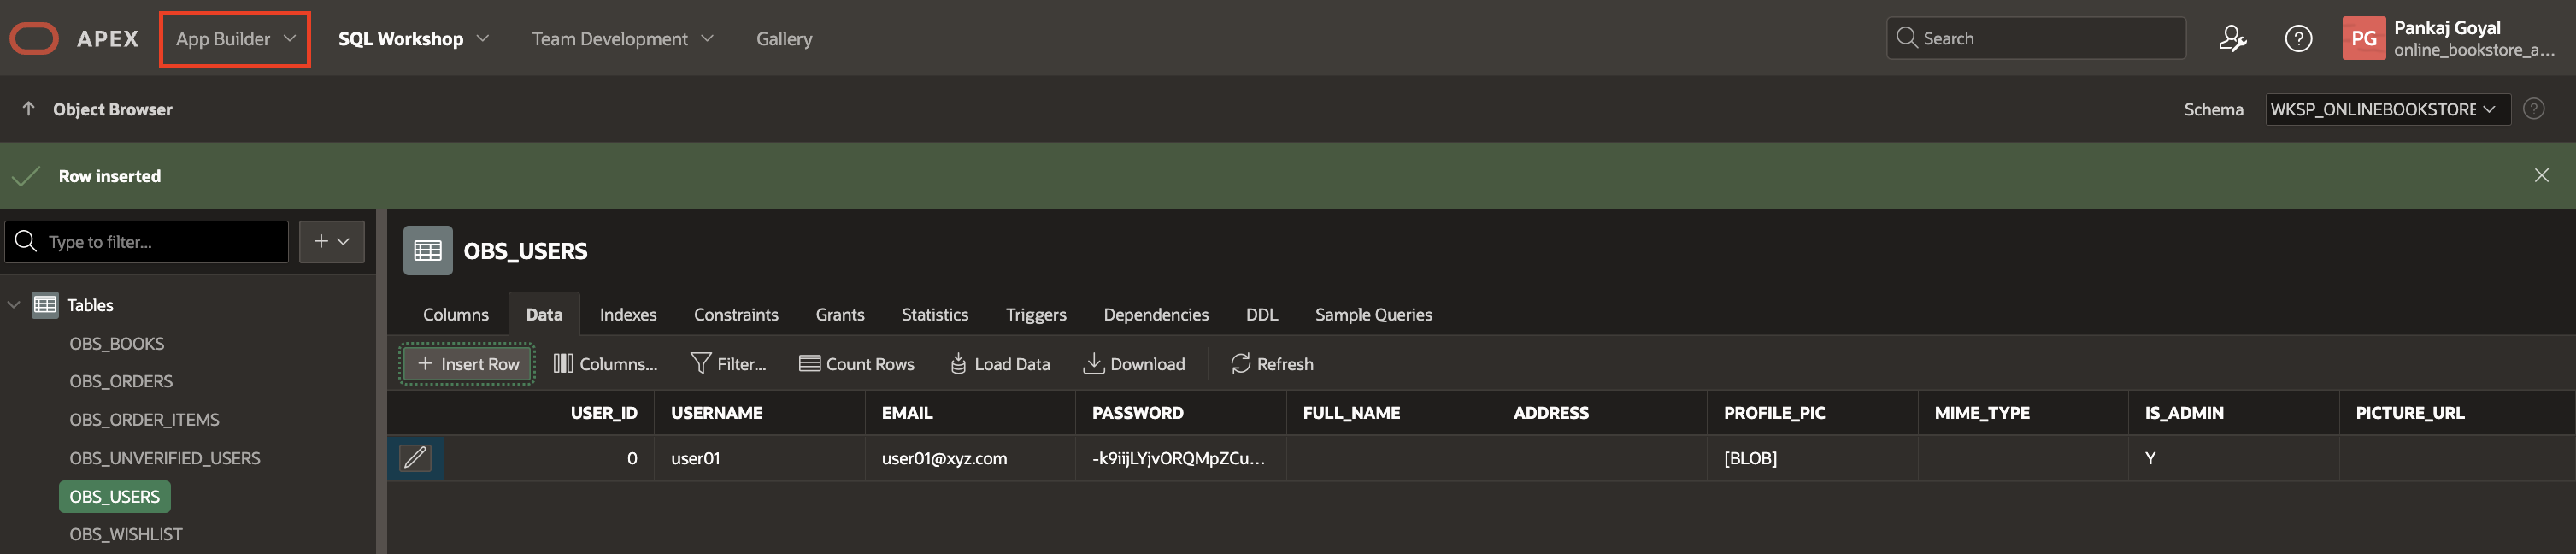 APEX App Builder SQL Workshop Team Development Gallery Search PG Pankaj Goyal
online_bookstore_a...
Object Browser Schema WKSP_ONLINEBOOKSTORE
Row inserted
Type to filter...
OBS_USERS
Tables
Columns Data Indexes Constraints Grants Statistics Triggers Dependencies DDL Sample Queries
OBS_BOOKS
Insert Row Columns... Filter... Count Rows Load Data Download Refresh
OBS_ORDERS
USER_ID USERNAME EMAIL PASSWORD FULL_NAME ADDRESS PROFILE_PIC MIME_TYPE IS_ADMIN PICTURE_URL
OBS_ORDER_ITEMS
0 user01 user01@xyz.com -k9iijLYjvORQMpZCu... [BLOB] Y
OBS_UNVERIFIED_USERS
OBS_USERS
OBS_WISHLIST